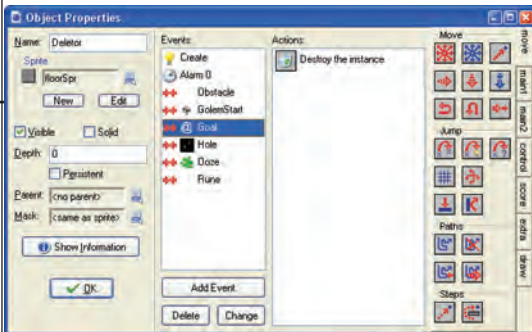 Object Properties
Name: Deletor
Sprite
floorSpr
New Edit
Visible Solid
Depth: 0
Persistent
Parent: <no parent>
Mask: <same as sprite>
Show Information
OK
Events:
Create
Alarm 0
Obstacle
GolemStart
Goal
Hole
Ooze
Rune
Add Event
Delete Change
Actions:
Destroy the instance
Move
Jump
Paths
Steps
move
main1
main2
control
score
extra
draw